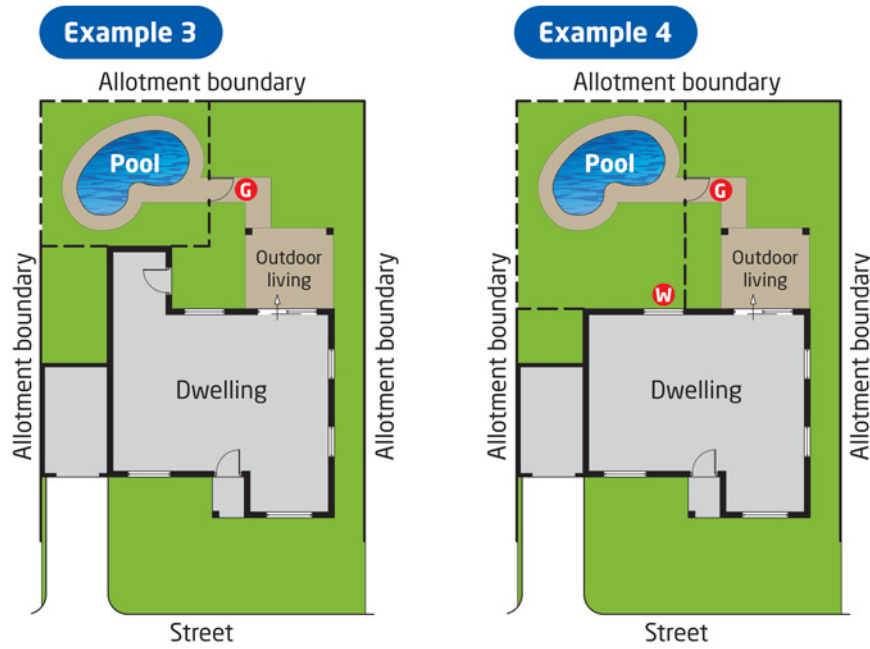 Example 3
Allotment boundary
Pool
G
Outdoor
living
Allotment boundary
Allotment boundary
Dwelling
Street
Example 4
Allotment boundary
Pool
G
Outdoor
living
W
Allotment boundary
Allotment boundary
Dwelling
Street